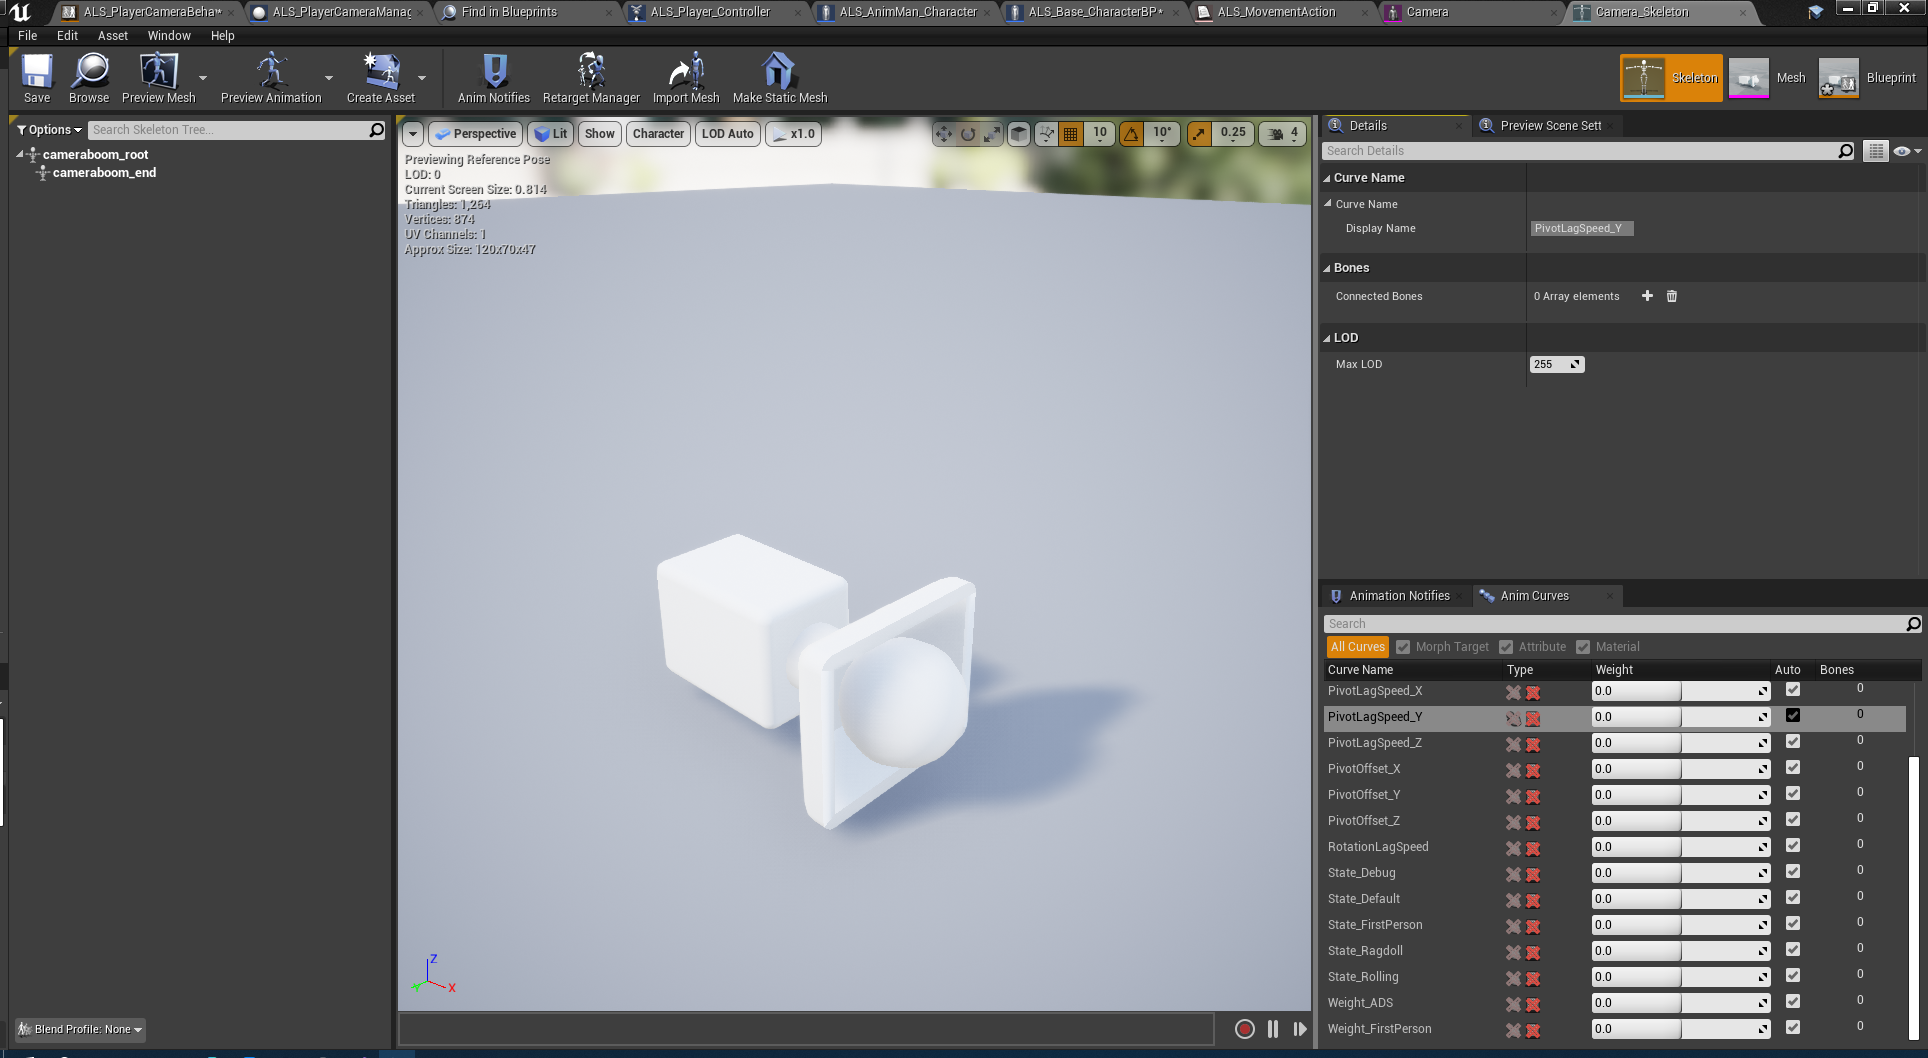 ALS_PlayerCameraBeha* ALS_PlayerCameraManag Find in Blueprints ALS_Player_Controller ALS_AnimMan_Character ALS_Base_CharacterBP* ALS_MovementAction Camera Camera_Skeleton
File Edit Asset Window Help
Save Browse Preview Mesh Preview Animation Create Asset Anim Notifies Retarget Manager Import Mesh Make Static Mesh Skeleton Mesh Blueprint
Options Search Skeleton Tree...
cameraboom_root
cameraboom_end
Blend Profile: None
Perspective Lit Show Character LOD Auto x1.0 10 10° 0.25 4
Previewing Reference Pose
LOD: 0
Current Screen Size: 0.814
Triangles: 1,264
Vertices: 874
UV Channels: 1
Approx Size: 120x70x47
Z
Y X
Details Preview Scene Sett
Search Details
Curve Name
Curve Name
Display Name PivotLagSpeed_Y
Bones
Connected Bones 0 Array elements
LOD
Max LOD 255
Animation Notifies Anim Curves
Search
All Curves Morph Target Attribute Material
Curve Name Type Weight Auto Bones
PivotLagSpeed_X 0.0 0
PivotLagSpeed_Y 0.0 0
PivotLagSpeed_Z 0.0 0
PivotOffset_X 0.0 0
PivotOffset_Y 0.0 0
PivotOffset_Z 0.0 0
RotationLagSpeed 0.0 0
State_Debug 0.0 0
State_Default 0.0 0
State_FirstPerson 0.0 0
State_Ragdoll 0.0 0
State_Rolling 0.0 0
Weight_ADS 0.0 0
Weight_FirstPerson 0.0 0